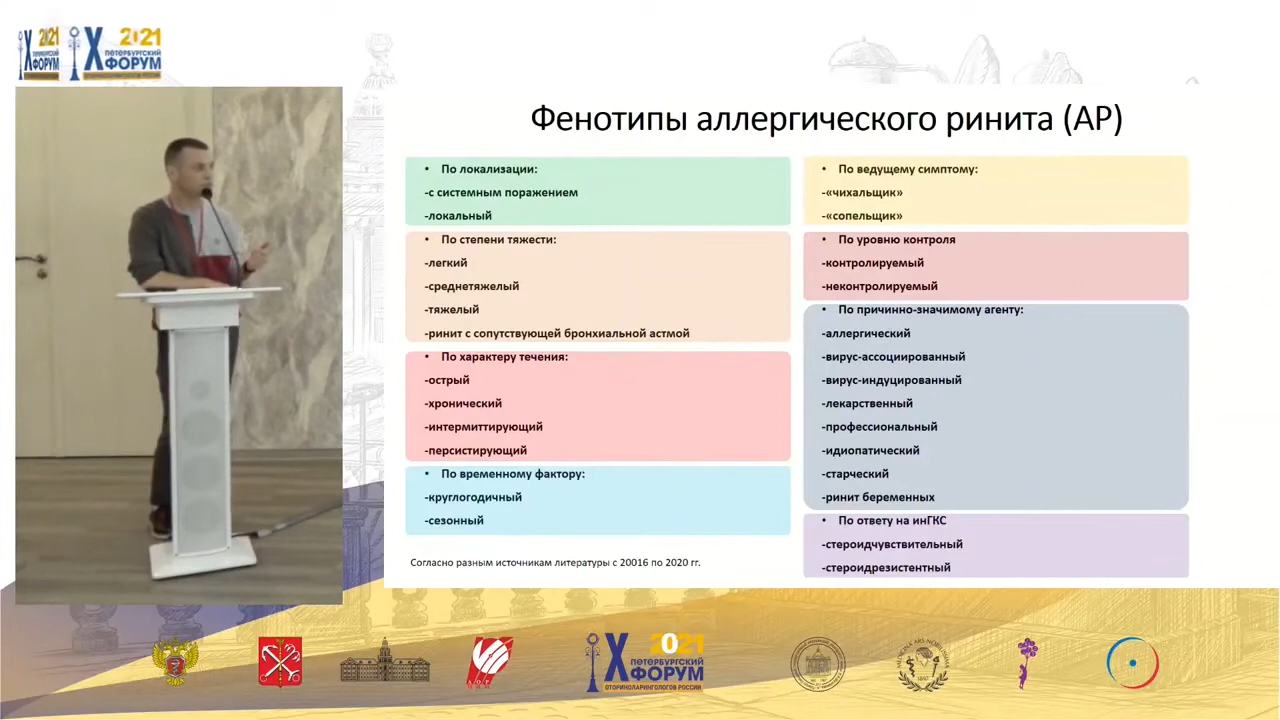 2021
X
ПЕТЕРБУРГСКИЙ
ФОРУМ
2021
X
ПЕТЕРБУРГСКИЙ
ФОРУМ
ОТОРИНОЛАРИНГОЛОГОВ РОССИИ
Фенотипы аллергического ринита (АР)
• По локализации:
-с системным поражением
-локальный
• По степени тяжести:
-легкий
-среднетяжелый
-тяжелый
-ринит с сопутствующей бронхиальной астмой
• По характеру течения:
-острый
-хронический
-интермиттирующий
-персистирующий
• По временному фактору:
-круглогодичный
-сезонный
Согласно разным источникам литературы с 20016 по 2020 гг.
• По ведущему симптому:
-«чихальщик»
-«сопельщик»
• По уровню контроля
-контролируемый
-неконтролируемый
• По причинно-значимому агенту:
-аллергический
-вирус-ассоциированный
-вирус-индуцированный
-лекарственный
-профессиональный
-идиопатический
-старческий
-ринит беременных
• По ответу на инГКС
-стероидчувствительный
-стероидрезистентный
X
2021
ПЕТЕРБУРГСКИЙ
ФОРУМ
ОТОРИНОЛАРИНГОЛОГОВ РОССИИ